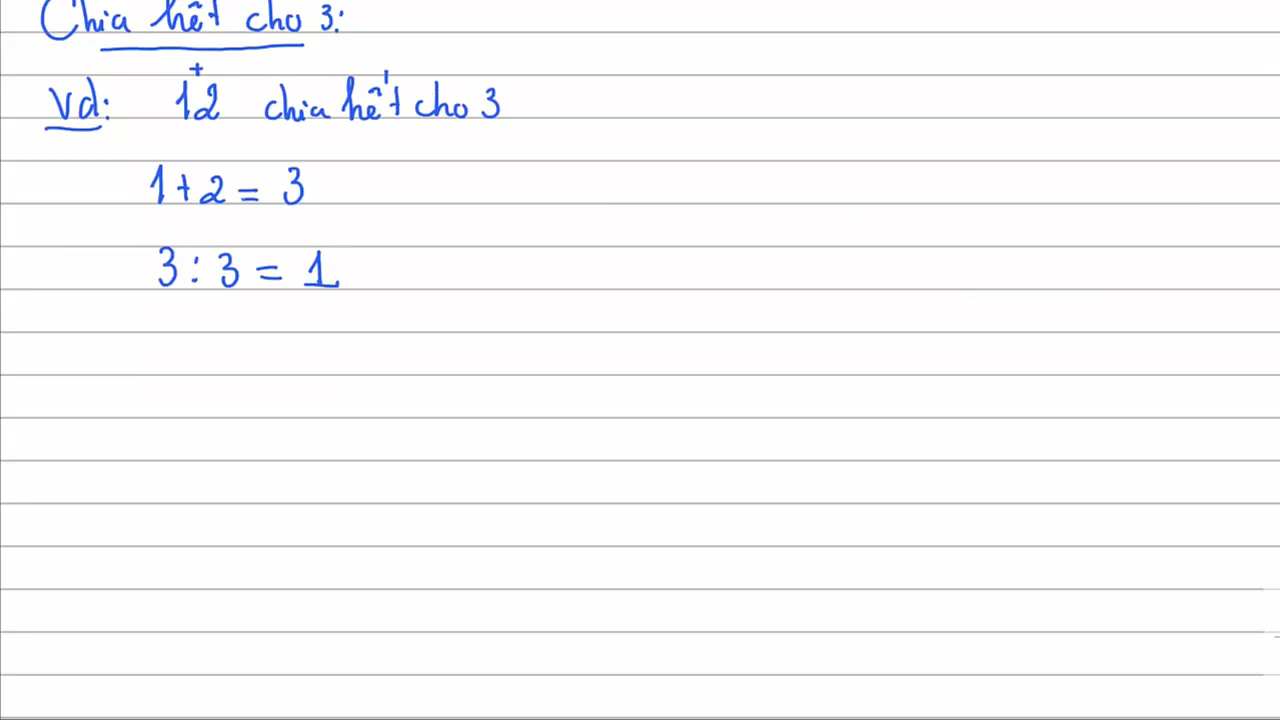 Chia hết cho 3:
Vd: 12 chia hết cho 3
1 + 2 = 3
3 : 3 = 1